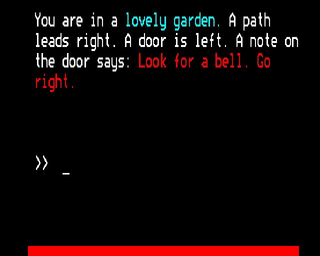 You are in a lovely garden. A path
leads right. A door is left. A note on
the door says: Look for a bell. Go
right.
>> _